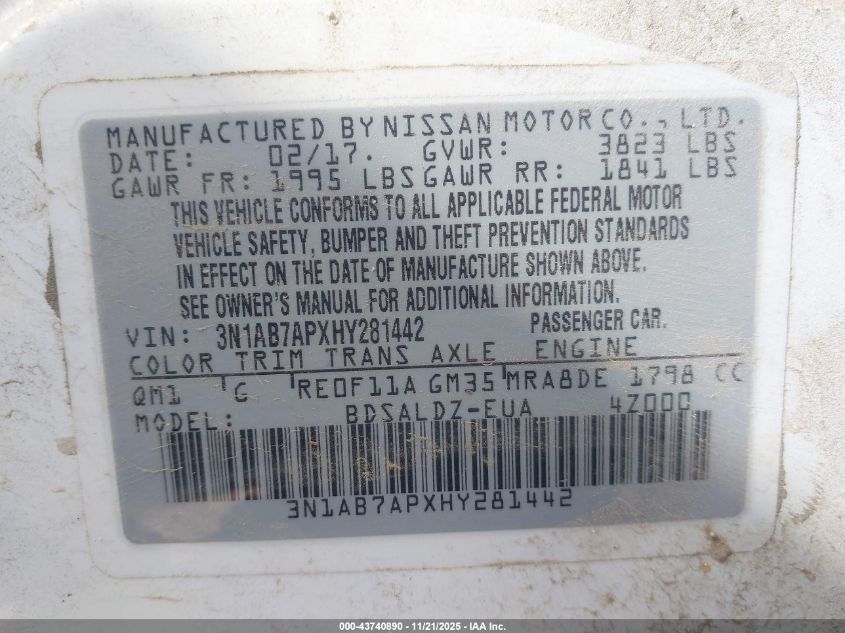 MANUFACTURED BY NISSAN MOTOR CO., LTD.
DATE: 02/17. GVWR: 3823 LBS
GAWR FR: 1995 LBS GAWR RR: 1841 LBS
THIS VEHICLE CONFORMS TO ALL APPLICABLE FEDERAL MOTOR
VEHICLE SAFETY, BUMPER AND THEFT PREVENTION STANDARDS
IN EFFECT ON THE DATE OF MANUFACTURE SHOWN ABOVE.
SEE OWNER'S MANUAL FOR ADDITIONAL INFORMATION.
VIN: 3N1AB7APXHY281442 PASSENGER CAR.
COLOR TRIM TRANS AXLE ENGINE
QM1 G RE0F11A GM35 MRA8DE 1798 CC
MODEL: BDSALDZ-EUA 4Z00C
3N1AB7APXHY281442
000-43740890 - 11/21/2025 - IAA Inc.